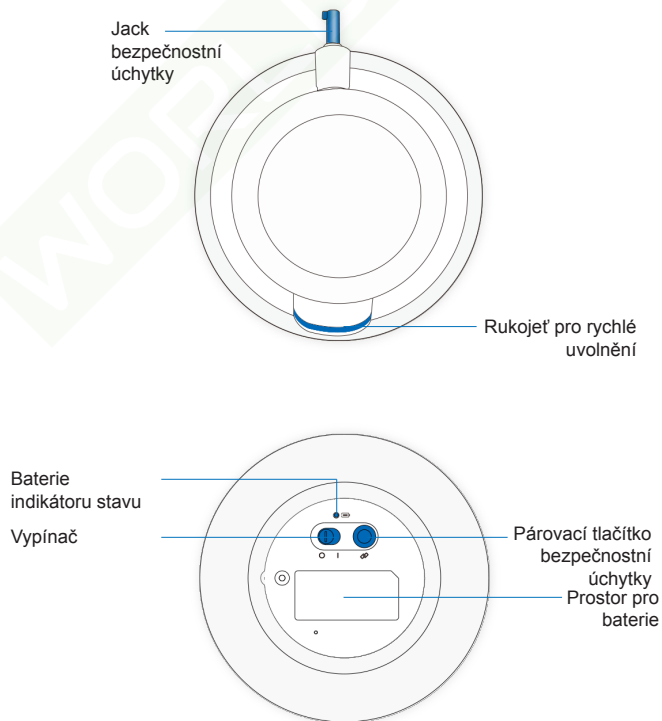 Jack
bezpečnostní
úchytky
Rukojeť pro rychlé
uvolnění
Baterie
indikátoru stavu
Vypínač
Párovací tlačítko
bezpečnostní
úchytky
Prostor pro
baterie